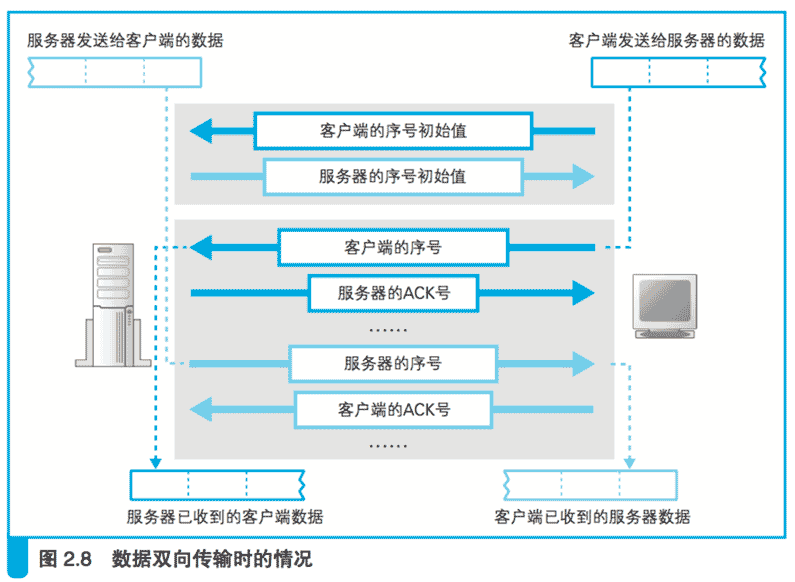 服务器发送给客户端的数据
客户端发送给服务器的数据
客户端的序号初始值
服务器的序号初始值
客户端的序号
服务器的ACK号
……
服务器的序号
客户端的ACK号
……
服务器已收到的客户端数据
客户端已收到的服务器数据
图 2.8 数据双向传输时的情况